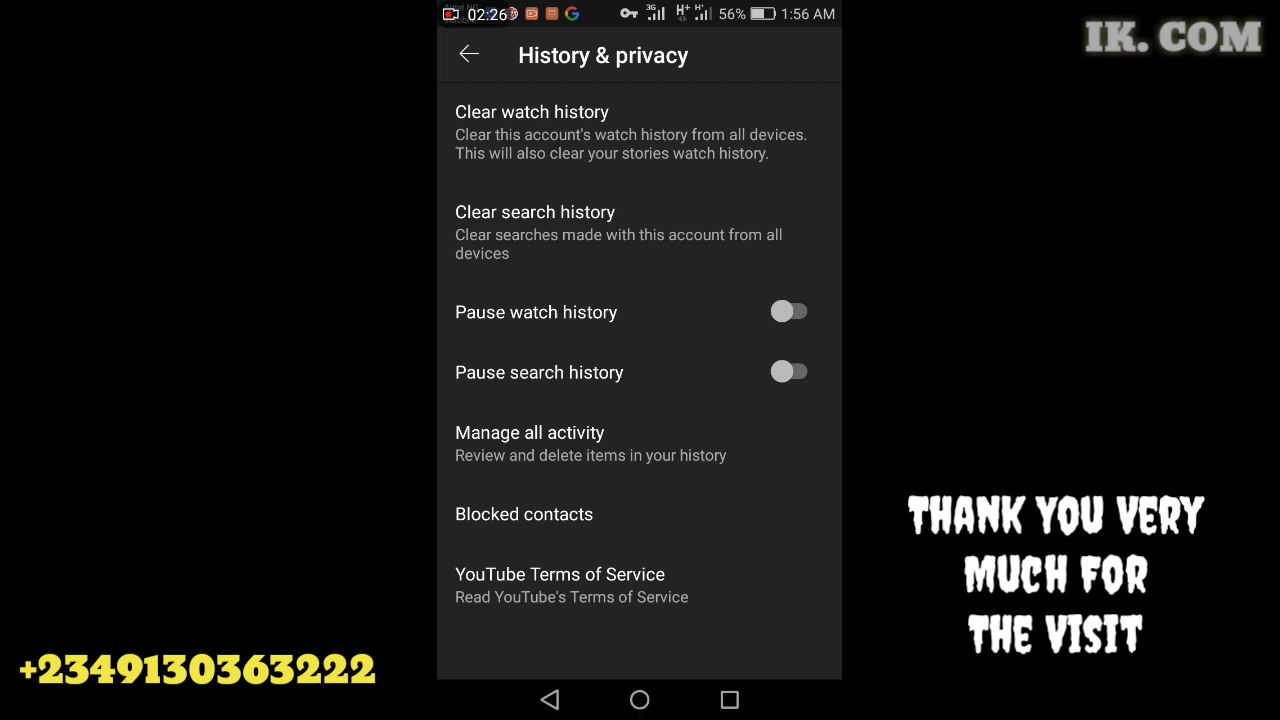 IK. COM
Airtel NG
02:26
3G
H+
H+
56%
1:56 AM
History & privacy
Clear watch history
Clear this account's watch history from all devices.
This will also clear your stories watch history.
Clear search history
Clear searches made with this account from all
devices
Pause watch history
Pause search history
Manage all activity
Review and delete items in your history
Blocked contacts
YouTube Terms of Service
Read YouTube's Terms of Service
THANK YOU VERY
MUCH FOR
THE VISIT
+2349130363222